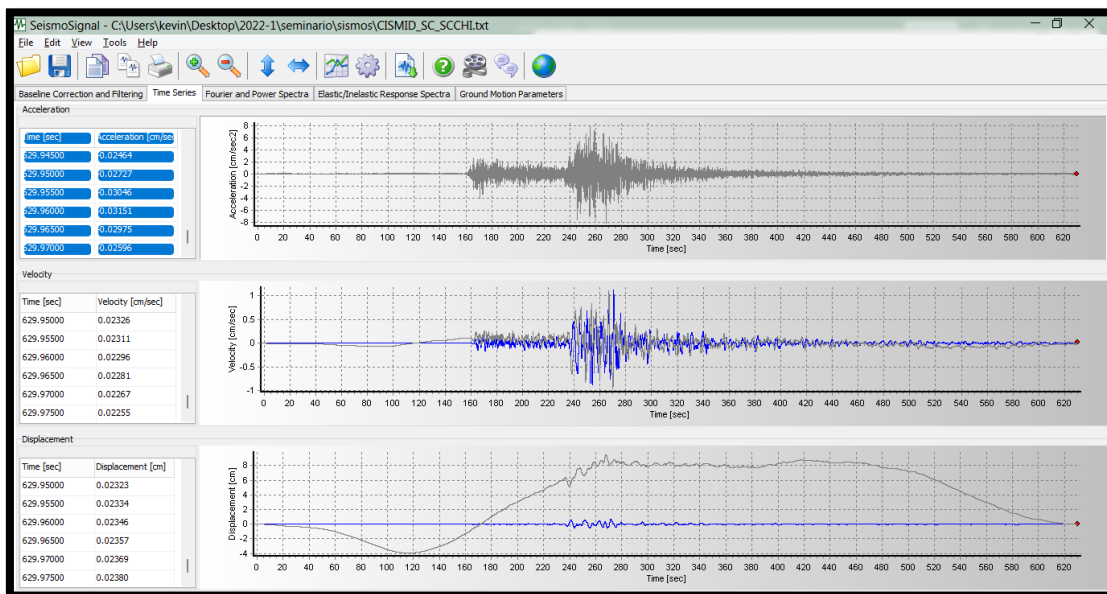 SeismoSignal - C:\Users\kevin\Desktop\2022-1\seminario\sismos\CISMID_SC_SCCHI.txt
File Edit View Tools Help
Baseline Correction and Filtering Time Series Fourier and Power Spectra Elastic/Inelastic Response Spectra Ground Motion Parameters
Acceleration
Time [sec] Acceleration [cm/sec
629.94500 -0.02464
629.95000 -0.02727
629.95500 -0.03046
629.96000 -0.03151
629.96500 -0.02975
629.97000 -0.02596
Acceleration [cm/sec2]
8
6
4
2
0
-2
-4
-6
-8
0 20 40 60 80 100 120 140 160 180 200 220 240 260 280 300 320 340 360 380 400 420 440 460 480 500 520 540 560 580 600 620
Time [sec]
Velocity
Time [sec] Velocity [cm/sec]
629.95000 0.02326
629.95500 0.02311
629.96000 0.02296
629.96500 0.02281
629.97000 0.02267
629.97500 0.02255
Velocity [cm/sec]
1
0.5
0
-0.5
-1
0 20 40 60 80 100 120 140 160 180 200 220 240 260 280 300 320 340 360 380 400 420 440 460 480 500 520 540 560 580 600 620
Time [sec]
Displacement
Time [sec] Displacement [cm]
629.95000 0.02323
629.95500 0.02334
629.96000 0.02346
629.96500 0.02357
629.97000 0.02369
629.97500 0.02380
Displacement [cm]
8
6
4
2
0
-2
-4
0 20 40 60 80 100 120 140 160 180 200 220 240 260 280 300 320 340 360 380 400 420 440 460 480 500 520 540 560 580 600 620
Time [sec]